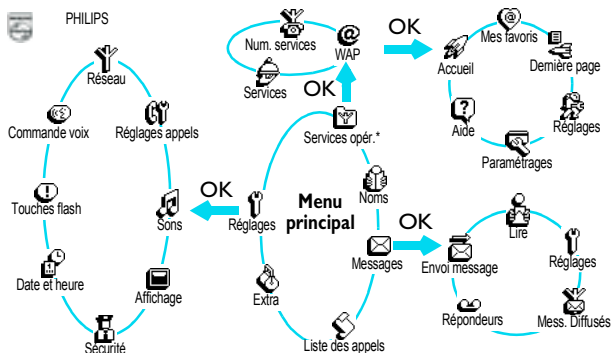 PHILIPS
Réseau
Commande voix
Réglages appels
Touches flash
Sons
Date et heure
Affichage
Sécurité
OK
Num. services
WAP
Services
OK
OK
Services opér.*
Noms
Menu
principal
Réglages
Messages
Extra
Liste des appels
OK
Mes favoris
Accueil
Dernière page
Aide
Réglages
Paramétrages
Lire
Envoi message
Réglages
Répondeurs
Mess. Diffusés